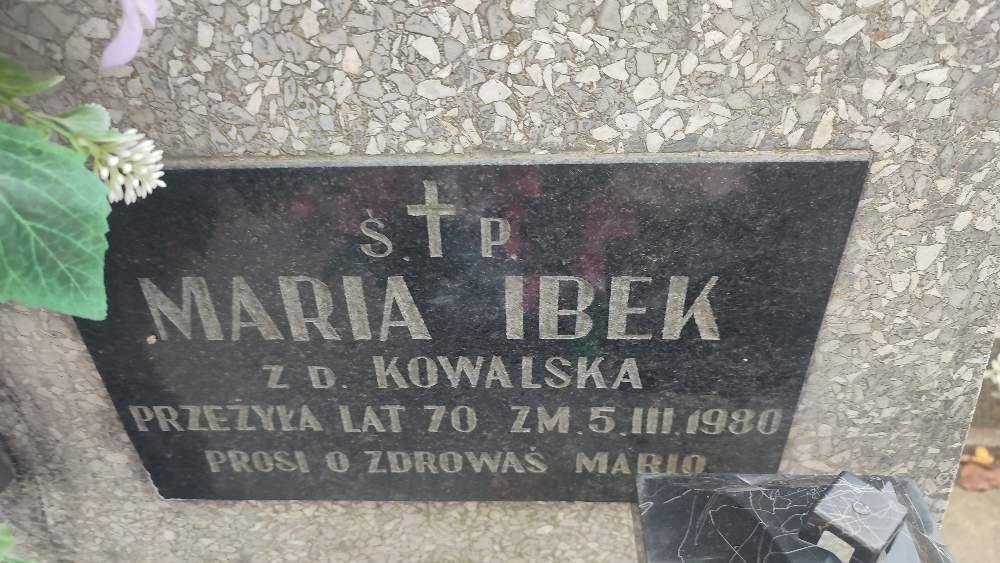 Ś. † P.
MARIA IBEK
Z D. KOWALSKA
PRZEŻYŁA LAT 70 ZM. 5.III.1980
PROSI O ZDROWAŚ MARIO